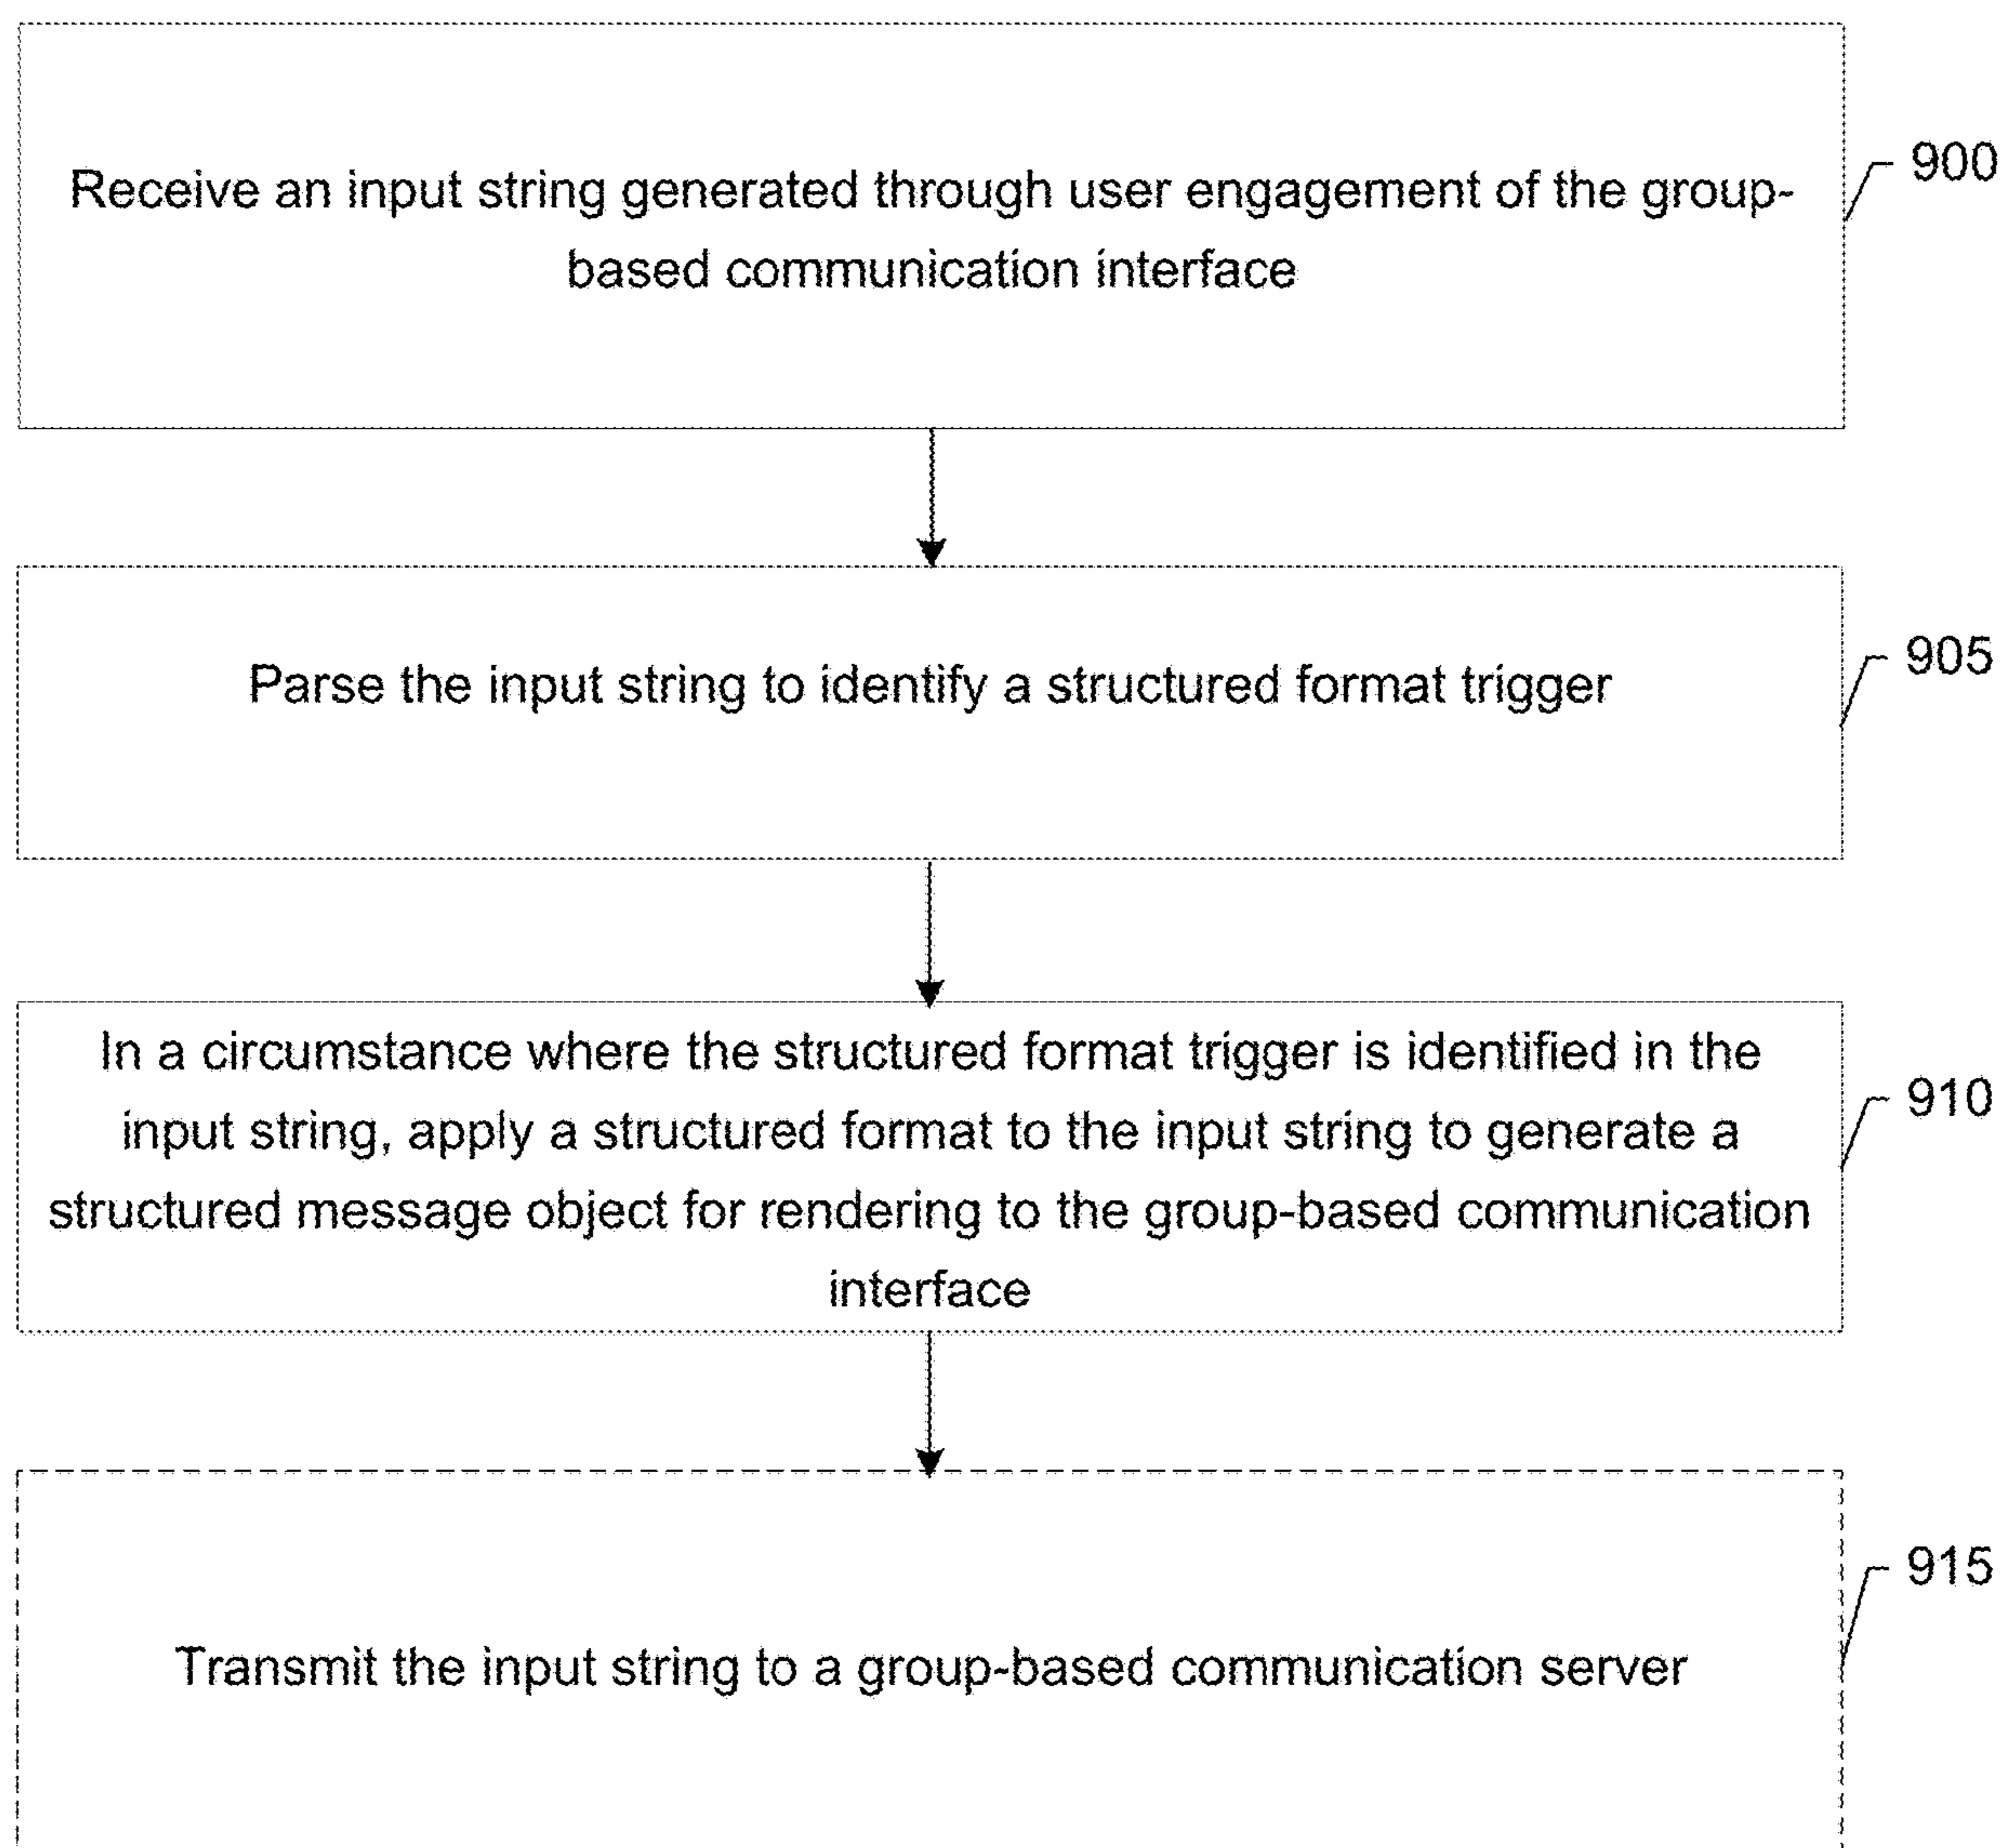 Receive an input string generated through user engagement of the group-
based communication interface
900
Parse the input string to identify a structured format trigger
905
In a circumstance where the structured format trigger is identified in the
input string, apply a structured format to the input string to generate a
structured message object for rendering to the group-based communication
interface
910
Transmit the input string to a group-based communication server
915